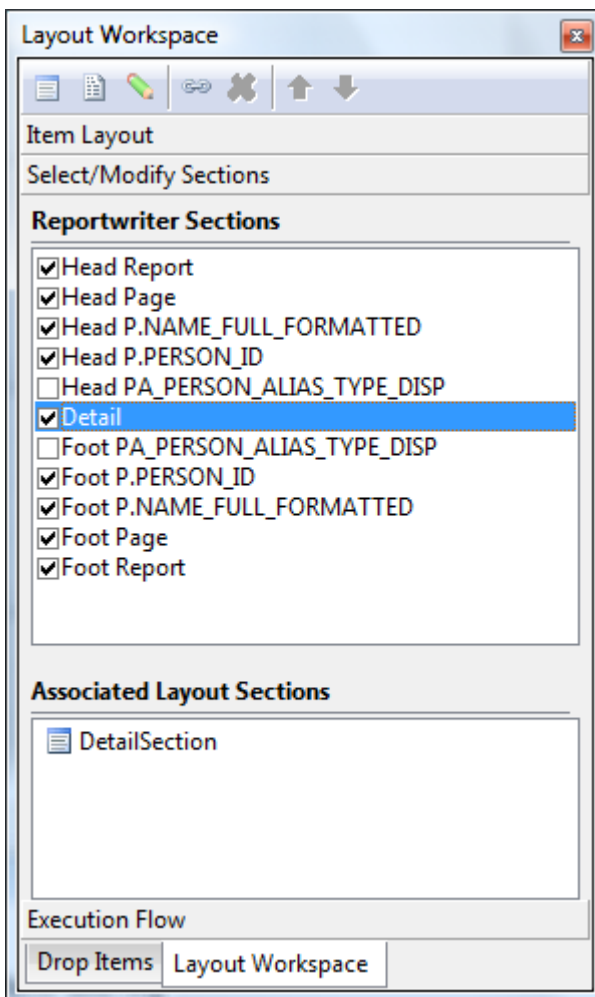 Layout Workspace
Item Layout
Select/Modify Sections
Reportwriter Sections
Head Report
Head Page
Head P.NAME_FULL_FORMATTED
Head P.PERSON_ID
Head PA_PERSON_ALIAS_TYPE_DISP
Detail
Foot PA_PERSON_ALIAS_TYPE_DISP
Foot P.PERSON_ID
Foot P.NAME_FULL_FORMATTED
Foot Page
Foot Report
Associated Layout Sections
DetailSection
Execution Flow
Drop Items Layout Workspace